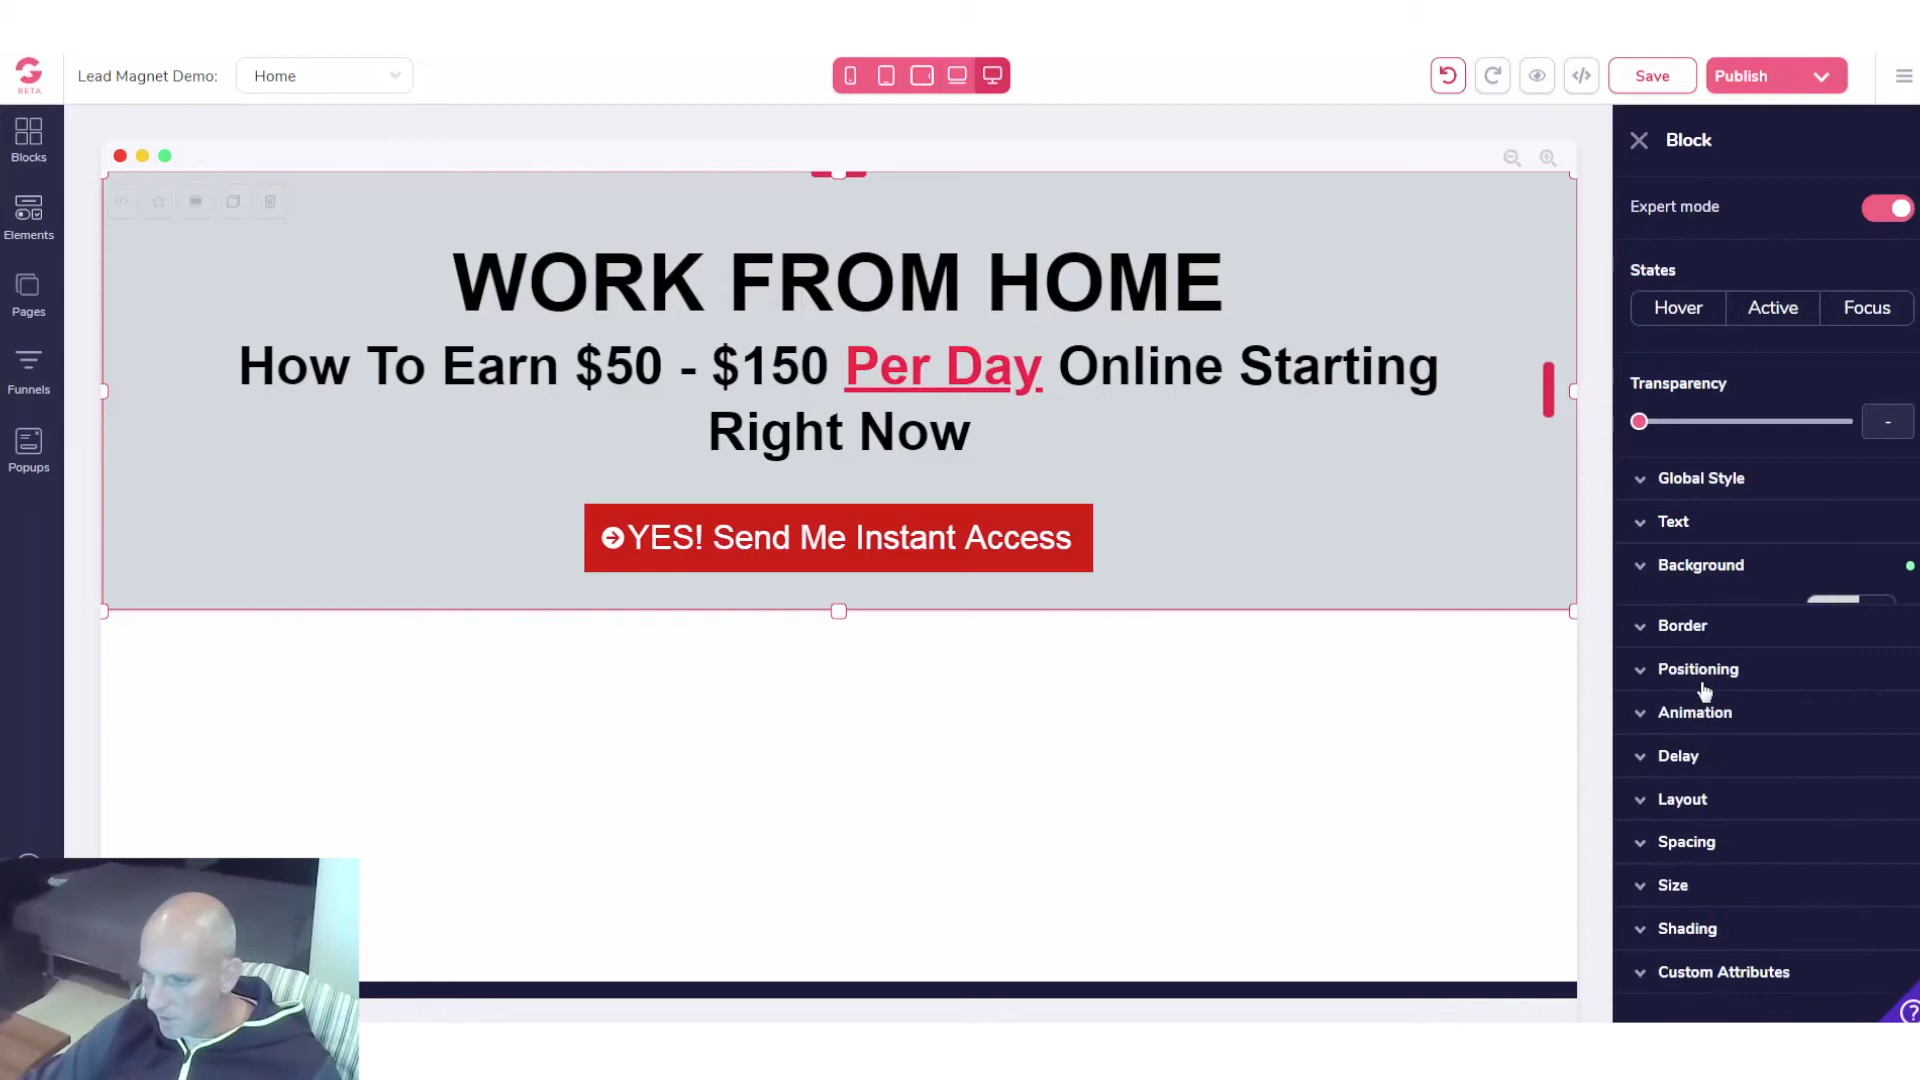 BETA
Lead Magnet Demo:
Home
Save
Publish
Blocks
Elements
Pages
Funnels
Popups
WORK FROM HOME
How To Earn $50 - $150 Per Day Online Starting
Right Now
YES! Send Me Instant Access
Block
Expert mode
States
Hover
Active
Focus
Transparency
-
Global Style
Text
Background
Border
Positioning
Animation
Delay
Layout
Spacing
Size
Shading
Custom Attributes
?